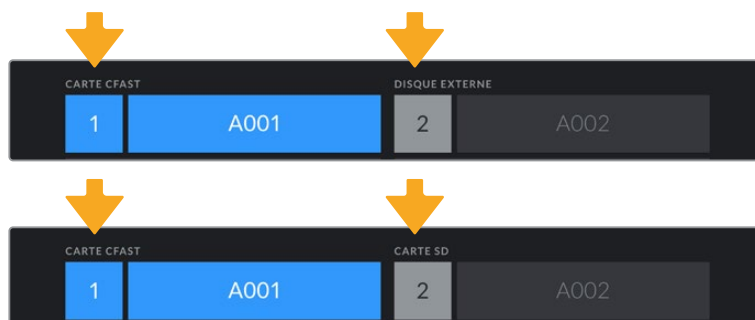 CARTE CFAST DISQUE EXTERNE
1 A001 2 A002
CARTE CFAST CARTE SD
1 A001 2 A002